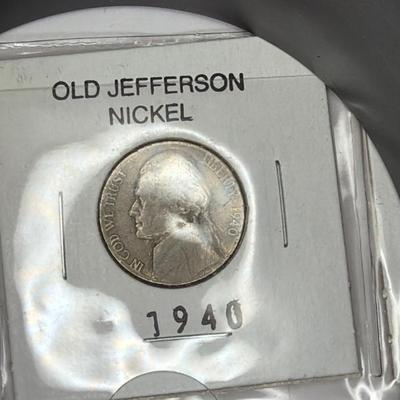 OLD JEFFERSON
NICKEL
IN GOD WE TRUST
LIBERTY 1940
1940